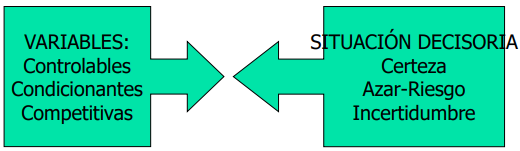 VARIABLES:
Controlables
Condicionantes
Competitivas
SITUACIÓN DECISORIA
Certeza
Azar-Riesgo
Incertidumbre